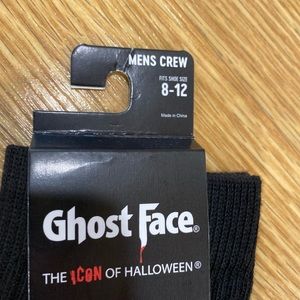 MENS CREW
FITS SHOE SIZE
8-12
Made in China
Ghost Face®
THE ICON OF HALLOWEEN®